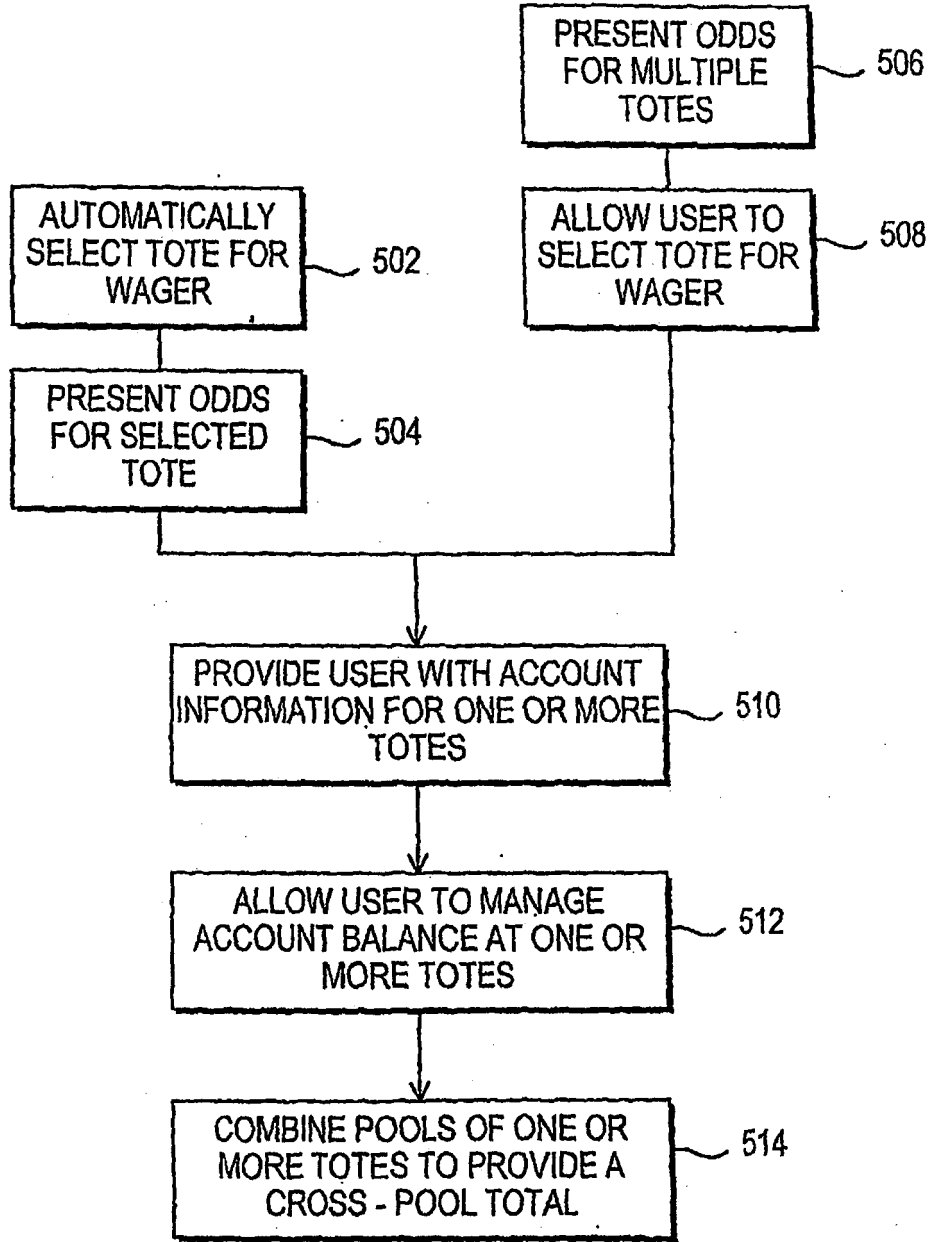 PRESENT ODDS
FOR MULTIPLE
TOTES
506
AUTOMATICALLY
SELECT TOTE FOR
WAGER
502
ALLOW USER TO
SELECT TOTE FOR
WAGER
508
PRESENT ODDS
FOR SELECTED
TOTE
504
PROVIDE USER WITH ACCOUNT
INFORMATION FOR ONE OR MORE
TOTES
510
ALLOW USER TO MANAGE
ACCOUNT BALANCE AT ONE OR
MORE TOTES
512
COMBINE POOLS OF ONE OR
MORE TOTES TO PROVIDE A
CROSS - POOL TOTAL
514